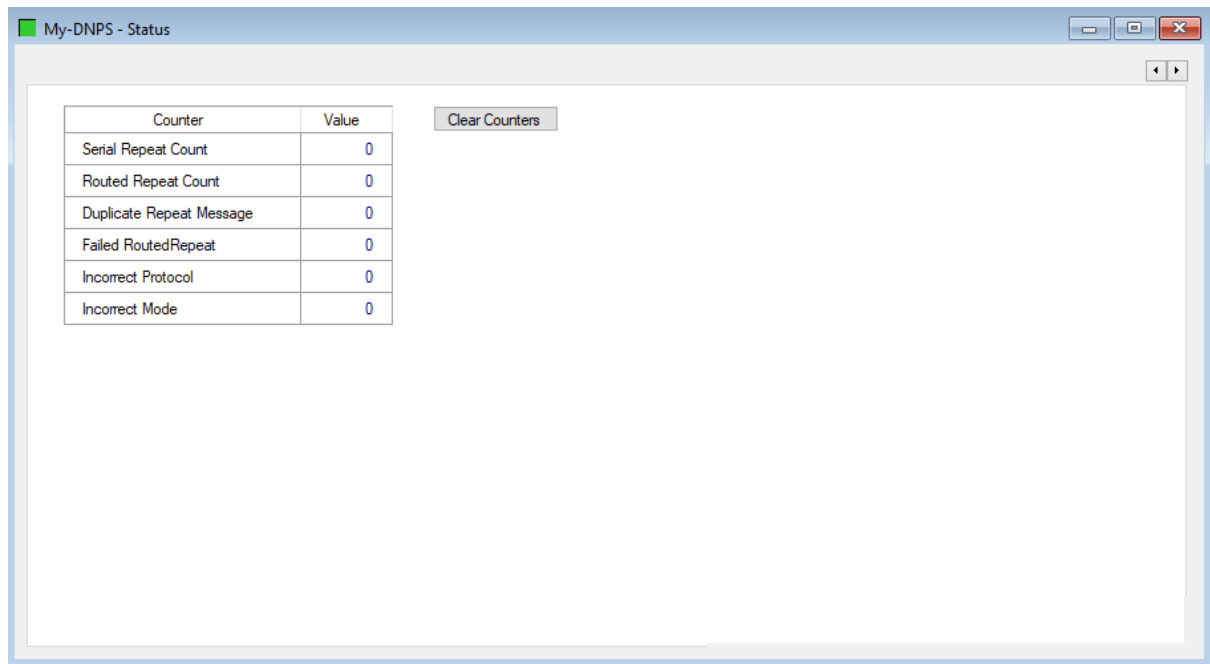 My-DNPS - Status
Counter Value Clear Counters
Serial Repeat Count 0
Routed Repeat Count 0
Duplicate Repeat Message 0
Failed RoutedRepeat 0
Incorrect Protocol 0
Incorrect Mode 0